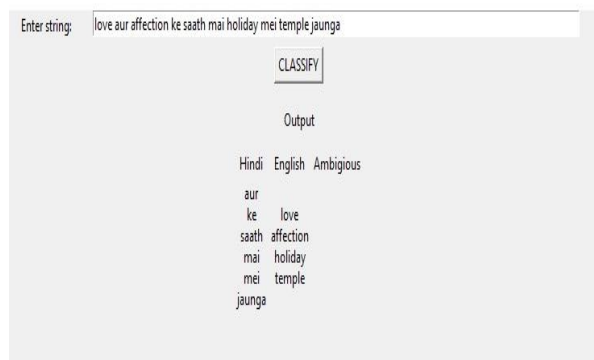 Enter string: love aur affection ke saath mai holiday mei temple jaunga
CLASSIFY
Output
Hindi English Ambigious
aur
ke love
saath affection
mai holiday
mei temple
jaunga